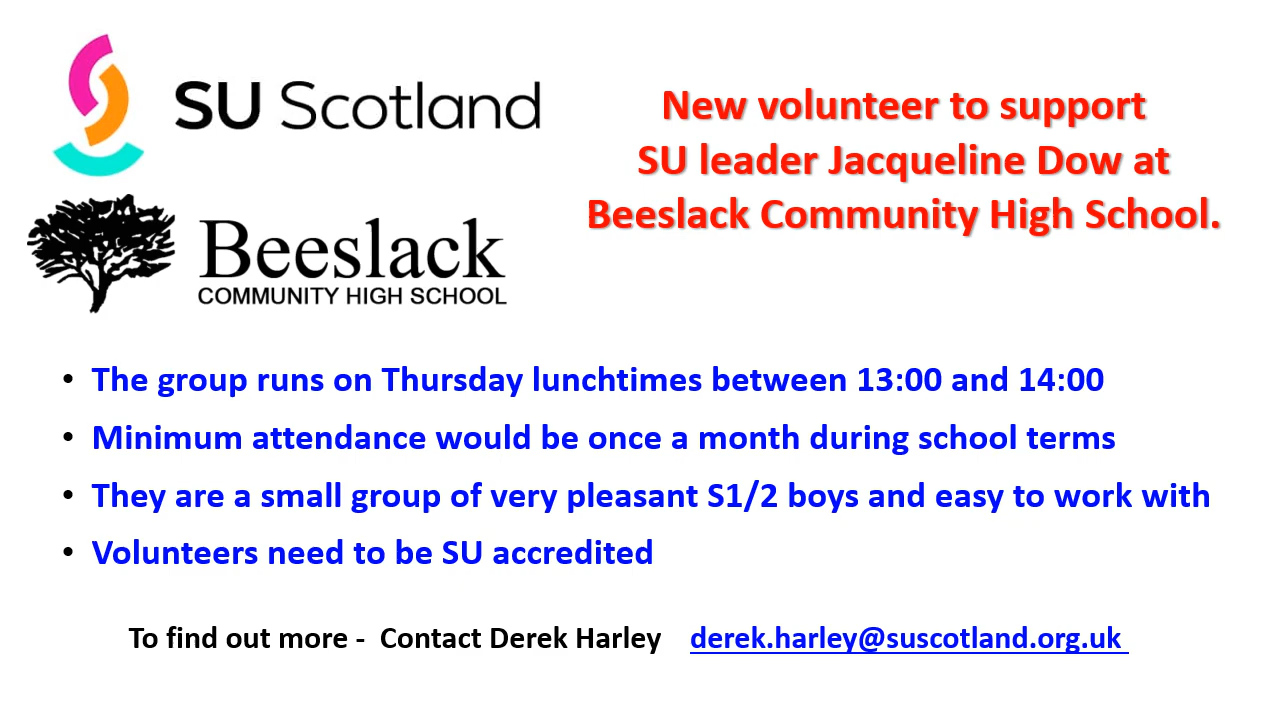 SU Scotland
Beeslack
COMMUNITY HIGH SCHOOL
New volunteer to support
SU leader Jacqueline Dow at
Beeslack Community High School.
• The group runs on Thursday lunchtimes between 13:00 and 14:00
• Minimum attendance would be once a month during school terms
• They are a small group of very pleasant S1/2 boys and easy to work with
• Volunteers need to be SU accredited
To find out more - Contact Derek Harley derek.harley@suscotland.org.uk